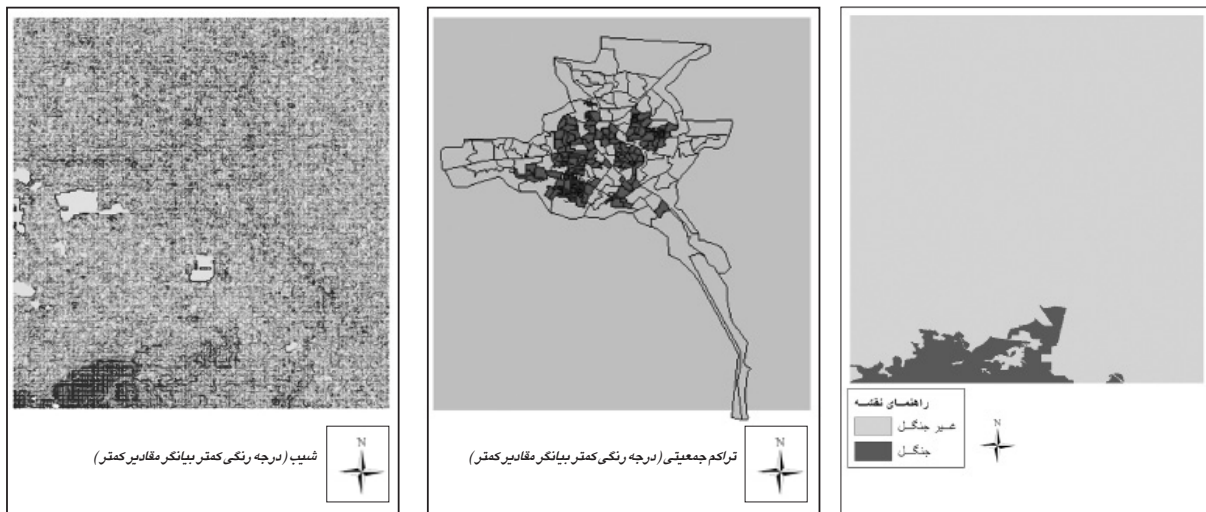 N
شیب (درجه رنگی کمتر بیانگر مقادیر کمتر)
N
تراکم جمعیتی (درجه رنگی کمتر بیانگر مقادیر کمتر)
راهنمای نقشه
غیر جنگل
جنگل
N